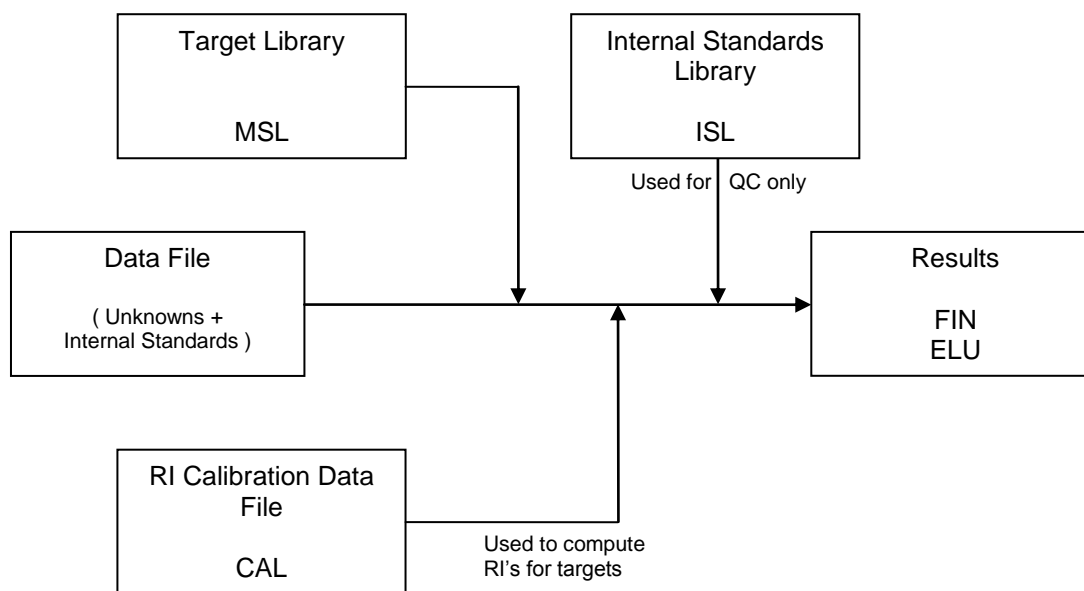 Target Library
MSL
Internal Standards
Library
ISL
Used for QC only
Data File
( Unknowns +
Internal Standards )
Results
FIN
ELU
RI Calibration Data
File
CAL
Used to compute
RI's for targets